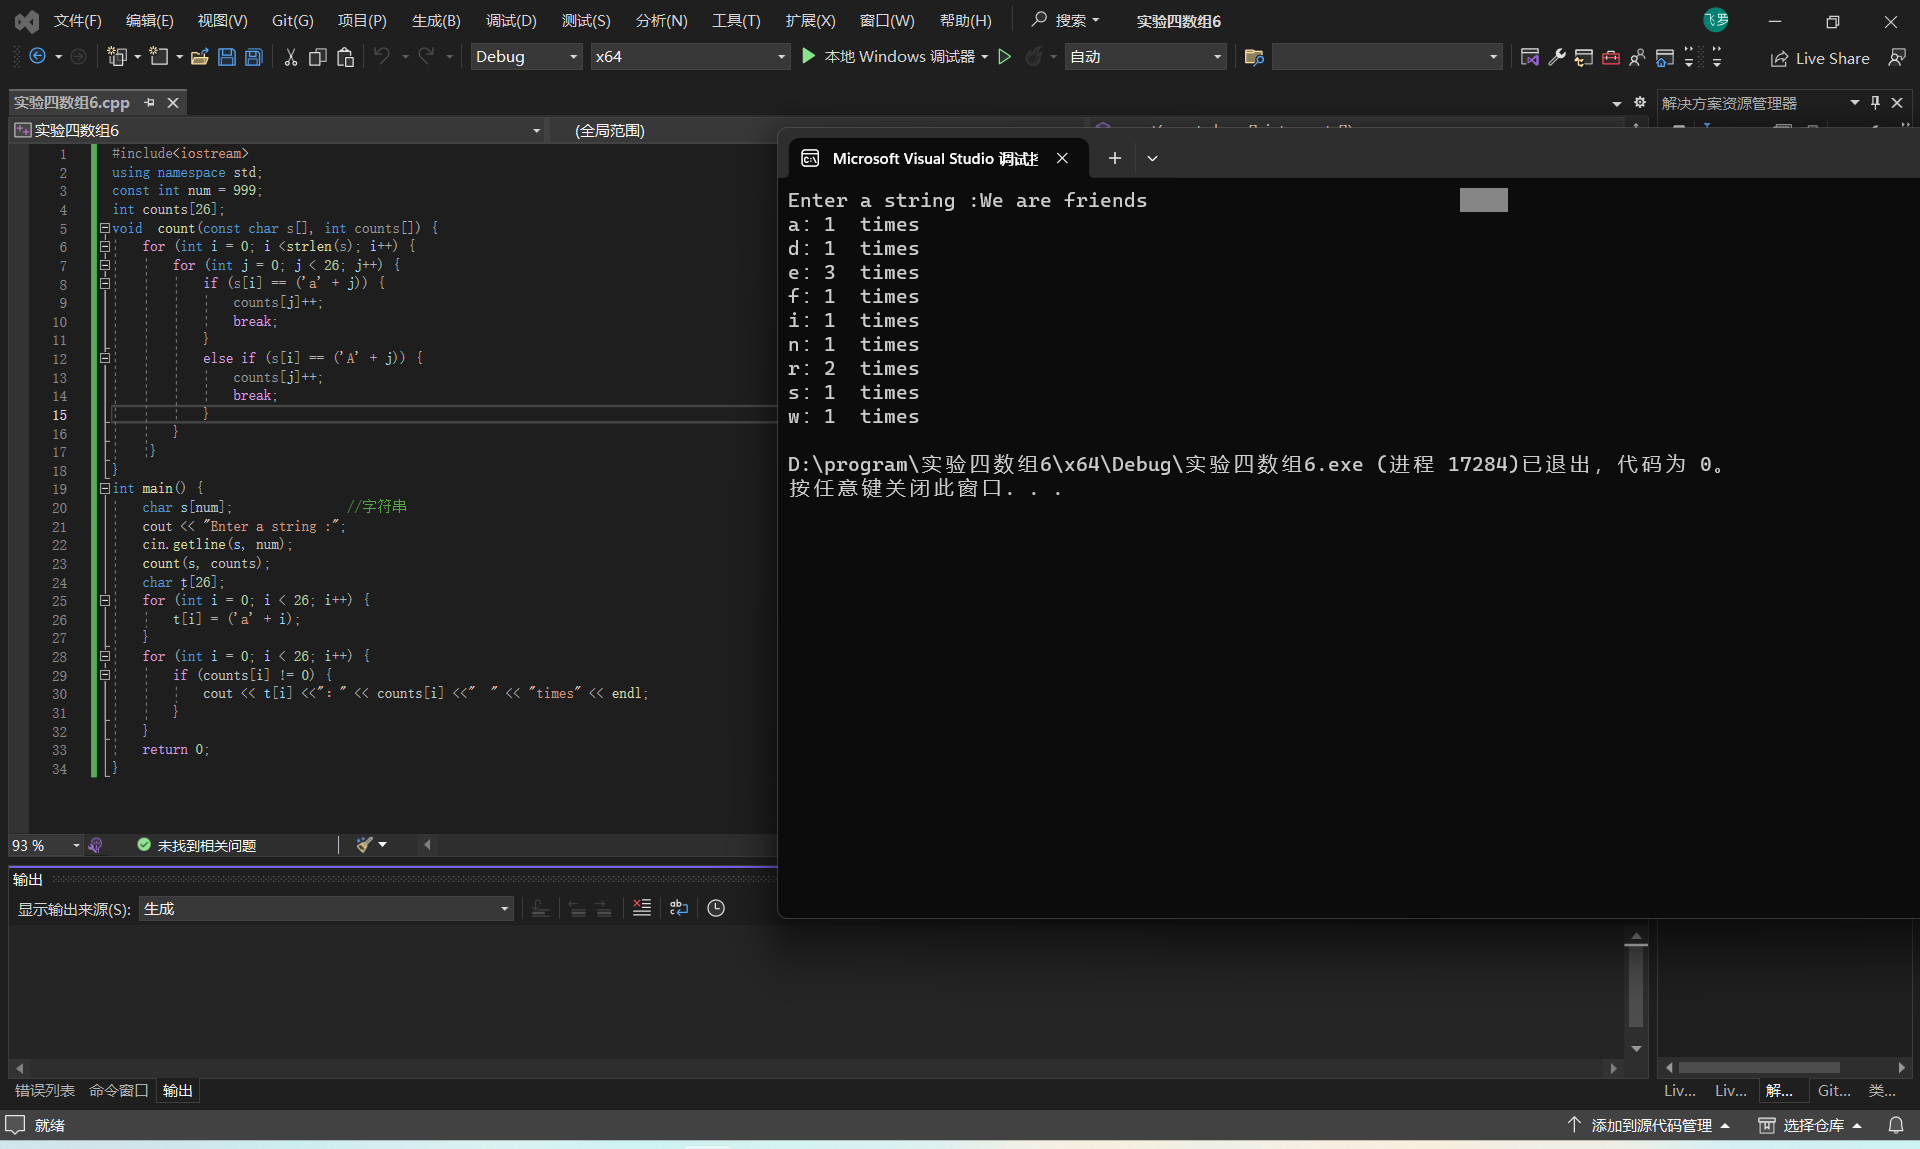 文件(F) 编辑(E) 视图(V) Git(G) 项目(P) 生成(B) 调试(D) 测试(S) 分析(N) 工具(T) 扩展(X) 窗口(W) 帮助(H) 搜索 实验四数组6 飞罗
Debug x64 本地 Windows 调试器 自动 Live Share
实验四数组6.cpp
解决方案资源管理器
实验四数组6 (全局范围)
1 #include<iostream>
2 using namespace std;
3 const int num = 999;
4 int counts[26];
5 void  count(const char s[], int counts[]) {
6 for (int i = 0; i <strlen(s); i++) {
7 for (int j = 0; j < 26; j++) {
8 if (s[i] == ('a' + j)) {
9 counts[j]++;
10 break;
11 }
12 else if (s[i] == ('A' + j)) {
13 counts[j]++;
14 break;
15 }
16 }
17 }
18 }
19 int main() {
20 char s[num]; //字符串
21 cout << "Enter a string :";
22 cin.getline(s, num);
23 count(s, counts);
24 char t[26];
25 for (int i = 0; i < 26; i++) {
26 t[i] = ('a' + i);
27 }
28 for (int i = 0; i < 26; i++) {
29 if (counts[i] != 0) {
30 cout << t[i] <<": " << counts[i] <<"  " << "times" << endl;
31 }
32 }
33 return 0;
34 }
Microsoft Visual Studio 调试
Enter a string :We are friends
a: 1  times
d: 1  times
e: 3  times
f: 1  times
i: 1  times
n: 1  times
r: 2  times
s: 1  times
w: 1  times
D:\program\实验四数组6\x64\Debug\实验四数组6.exe (进程 17284)已退出，代码为 0。
按任意键关闭此窗口. . .
93 % 未找到相关问题
输出
显示输出来源(S): 生成
错误列表 命令窗口 输出
Liv... Liv... 解... Git... 类...
就绪 添加到源代码管理 选择仓库